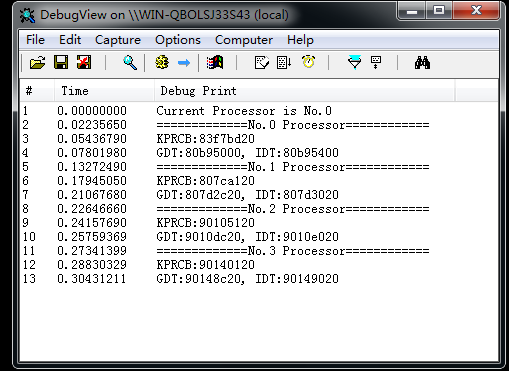 DebugView on \\WIN-QBOLSJ33S43 (local)
File Edit Capture Options Computer Help
# Time Debug Print
1 0.00000000 Current Processor is No.0
2 0.02235650 =============No.0 Processor============
3 0.05436790 KPRCB:83f7bd20
4 0.07801980 GDT:80b95000, IDT:80b95400
5 0.13272490 =============No.1 Processor============
6 0.17945050 KPRCB:807ca120
7 0.21067680 GDT:807d2c20, IDT:807d3020
8 0.22646660 =============No.2 Processor============
9 0.24157690 KPRCB:90105120
10 0.25759369 GDT:9010dc20, IDT:9010e020
11 0.27341399 =============No.3 Processor============
12 0.28830329 KPRCB:90140120
13 0.30431211 GDT:90148c20, IDT:90149020